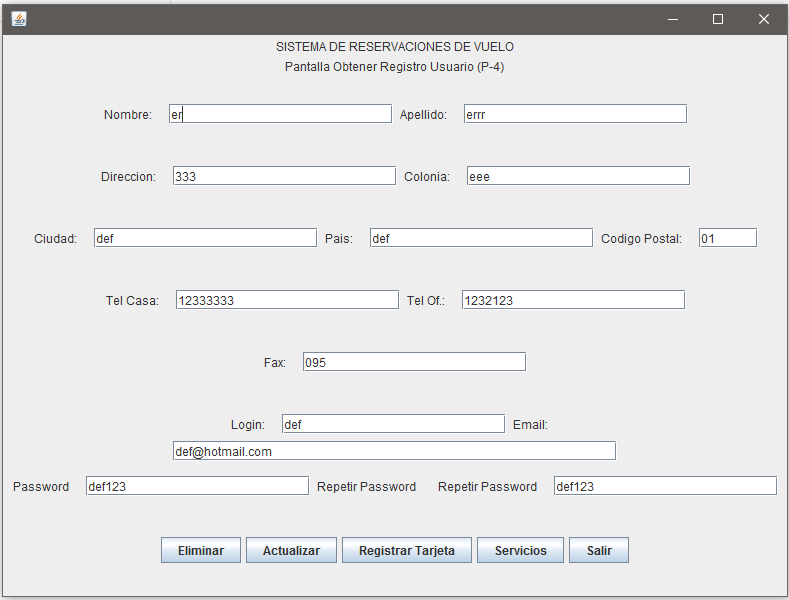 SISTEMA DE RESERVACIONES DE VUELO
Pantalla Obtener Registro Usuario (P-4)
Nombre: er Apellido: errr
Direccion: 333 Colonia: eee
Ciudad: def Pais: def Codigo Postal: 01
Tel Casa: 12333333 Tel Of.: 1232123
Fax: 095
Login: def Email:
def@hotmail.com
Password def123 Repetir Password Repetir Password def123
Eliminar Actualizar Registrar Tarjeta Servicios Salir